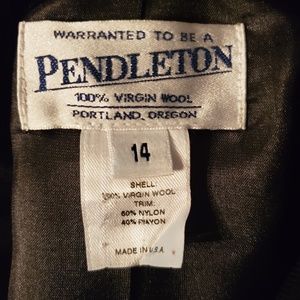 WARRANTED TO BE A
PENDLETON
100% VIRGIN WOOL
PORTLAND, OREGON
14
SHELL
100% VIRGIN WOOL
TRIM:
60% NYLON
40% RAYON
MADE IN U.S.A.